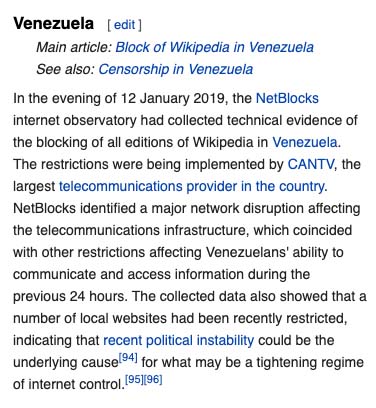 Venezuela [ edit ]
Main article: Block of Wikipedia in Venezuela
See also: Censorship in Venezuela
In the evening of 12 January 2019, the NetBlocks
internet observatory had collected technical evidence of
the blocking of all editions of Wikipedia in Venezuela.
The restrictions were being implemented by CANTV, the
largest telecommunications provider in the country.
NetBlocks identified a major network disruption affecting
the telecommunications infrastructure, which coincided
with other restrictions affecting Venezuelans' ability to
communicate and access information during the
previous 24 hours. The collected data also showed that a
number of local websites had been recently restricted,
indicating that recent political instability could be the
underlying cause[94] for what may be a tightening regime
of internet control.[95][96]